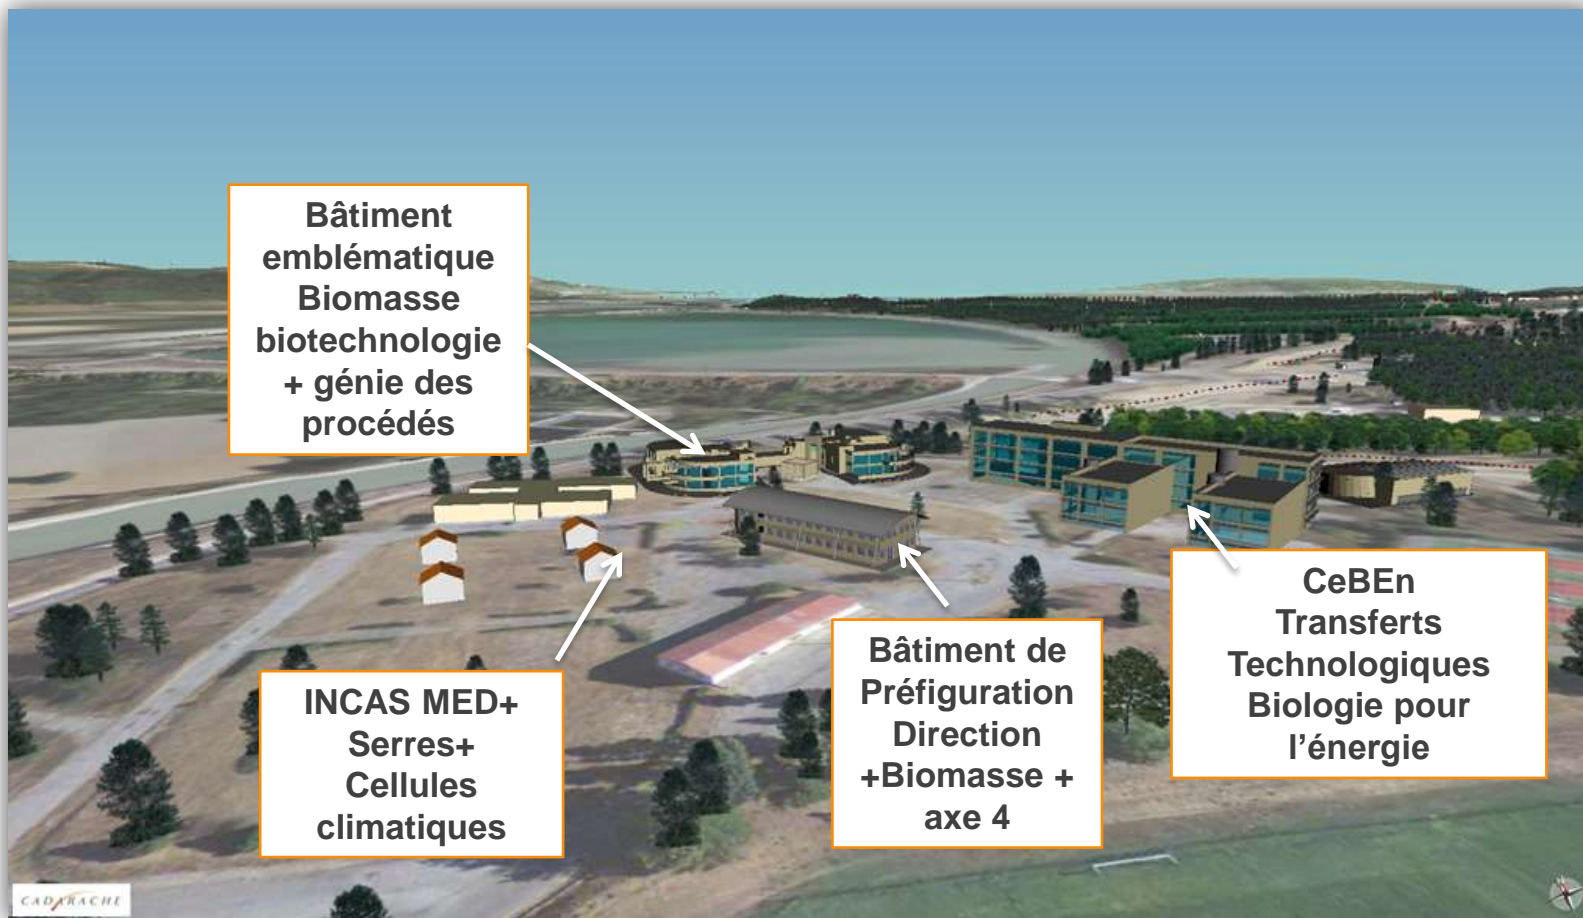 Bâtiment
emblématique
Biomasse
biotechnologie
+ génie des
procédés
INCAS MED+
Serres+
Cellules
climatiques
Bâtiment de
Préfiguration
Direction
+Biomasse +
axe 4
CeBEn
Transferts
Technologiques
Biologie pour
l’énergie
CADARACHE